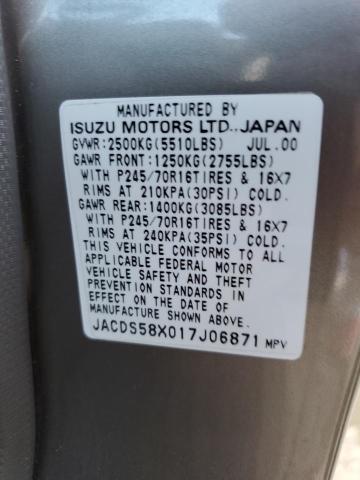 MANUFACTURED BY
ISUZU MOTORS LTD., JAPAN
GVWR:2500KG(5510LBS) JUL.00
GAWR FRONT:1250KG(2755LBS)
WITH P245/70R16TIRES & 16X7
RIMS AT 210KPA(30PSI) COLD.
GAWR REAR:1400KG(3085LBS)
WITH P245/70R16TIRES & 16X7
RIMS AT 240KPA(35PSI) COLD.
THIS VEHICLE CONFORMS TO ALL
APPLICABLE FEDERAL MOTOR
VEHICLE SAFETY AND THEFT
PREVENTION STANDARDS IN
EFFECT ON THE DATE OF
MANUFACTURE SHOWN ABOVE.
JACDS58X017J06871 MPV